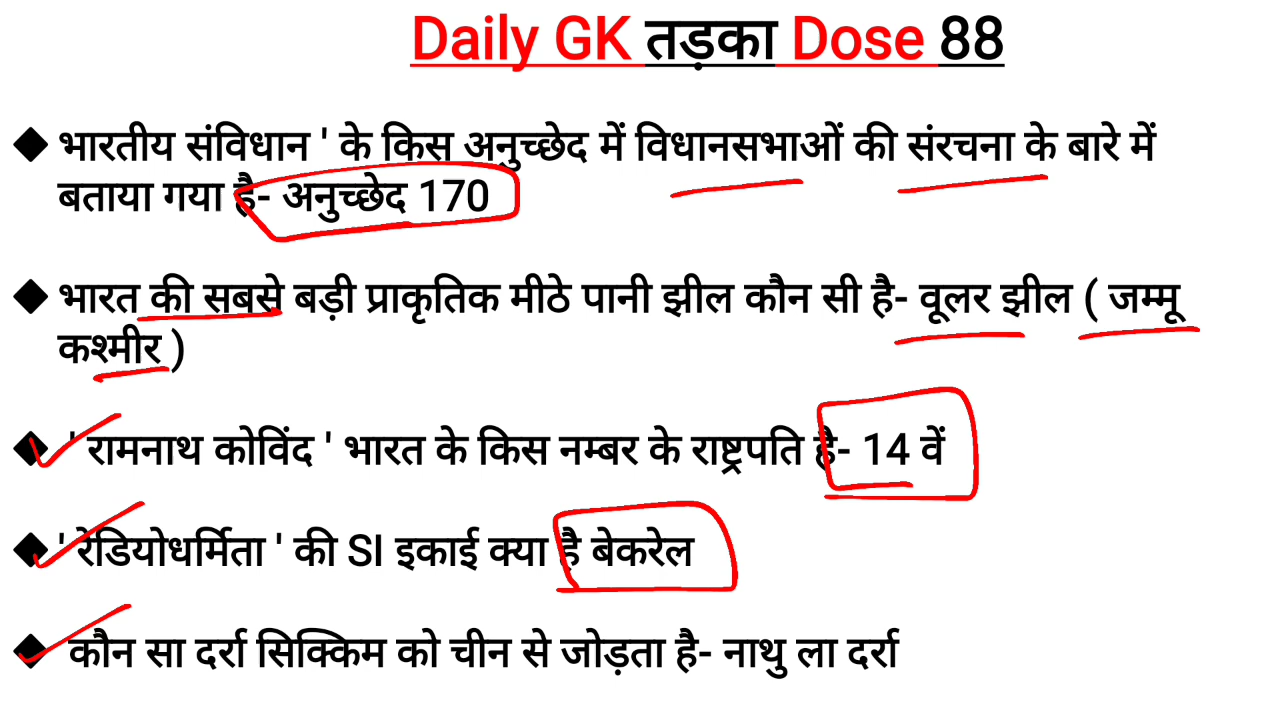 Daily GK तड़का Dose 88
◆ भारतीय संविधान ' के किस अनुच्छेद में विधानसभाओं की संरचना के बारे में
बताया गया है- अनुच्छेद 170
◆ भारत की सबसे बड़ी प्राकृतिक मीठे पानी झील कौन सी है- वूलर झील ( जम्मू
कश्मीर )
◆ ' रामनाथ कोविंद ' भारत के किस नम्बर के राष्ट्रपति है- 14 वें
◆ ' रेडियोधर्मिता ' की SI इकाई क्या है बेकरेल
◆ कौन सा दर्रा सिक्किम को चीन से जोड़ता है- नाथु ला दर्रा